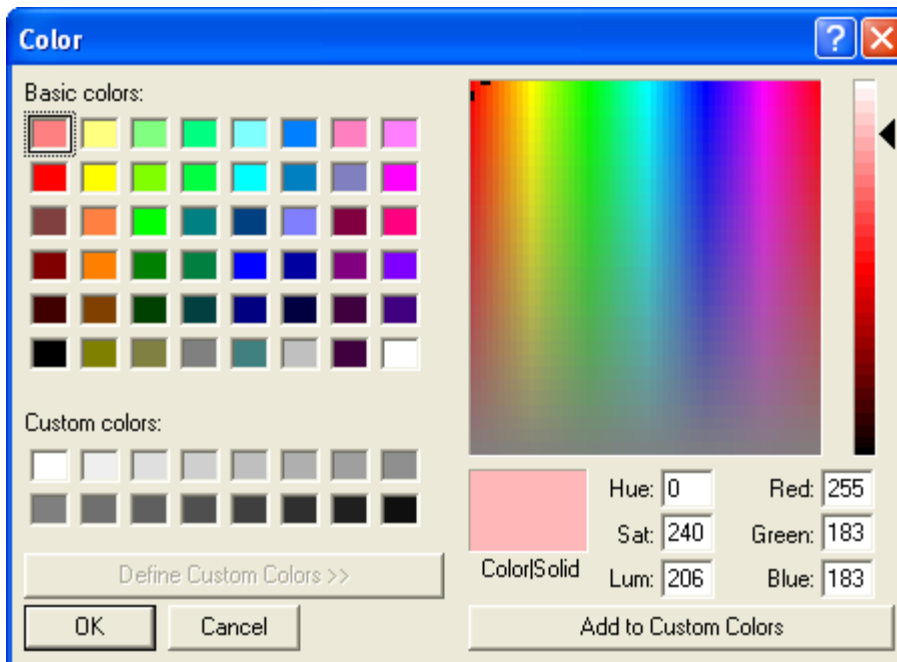 Color
Basic colors:
Custom colors:
Define Custom Colors >>
OK Cancel
Color|Solid
Hue: 0 Red: 255
Sat: 240 Green: 183
Lum: 206 Blue: 183
Add to Custom Colors